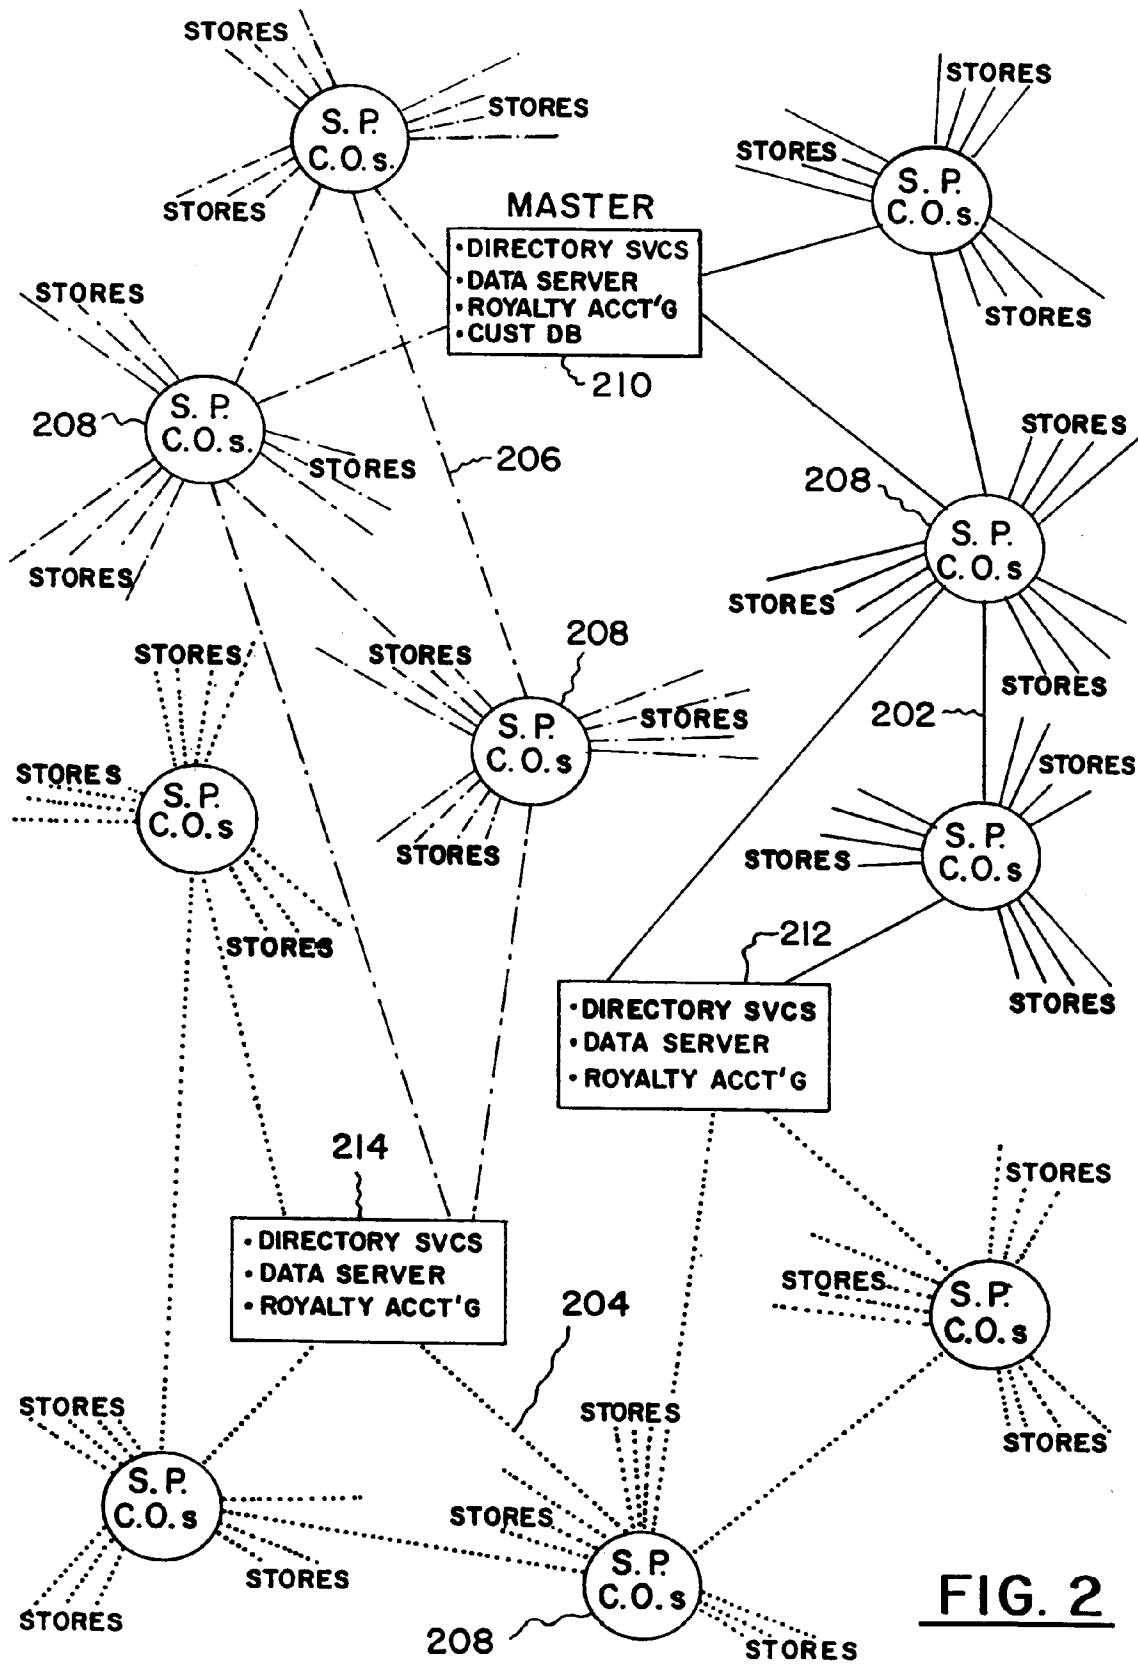 STORES
S. P.
C. O. s.
STORES
STORES
STORES
STORES
S. P.
C. O. s.
STORES
MASTER
• DIRECTORY SVCS
• DATA SERVER
• ROYALTY ACCT'G
• CUST DB
210
STORES
208
S. P.
C. O. s.
STORES
STORES
206
STORES
208
S. P.
C. O. s
STORES
STORES
202
STORES
208
STORES
S. P.
C. O. s
STORES
STORES
STORES
STORES
S. P.
C. O. s
STORES
STORES
S. P.
C. O. s
STORES
STORES
212
• DIRECTORY SVCS
• DATA SERVER
• ROYALTY ACCT'G
214
• DIRECTORY SVCS
• DATA SERVER
• ROYALTY ACCT'G
204
STORES
STORES
S. P.
C. O. s
STORES
STORES
S. P.
C. O. s
STORES
STORES
STORES
STORES
S. P.
C. O. s
208
STORES
FIG. 2